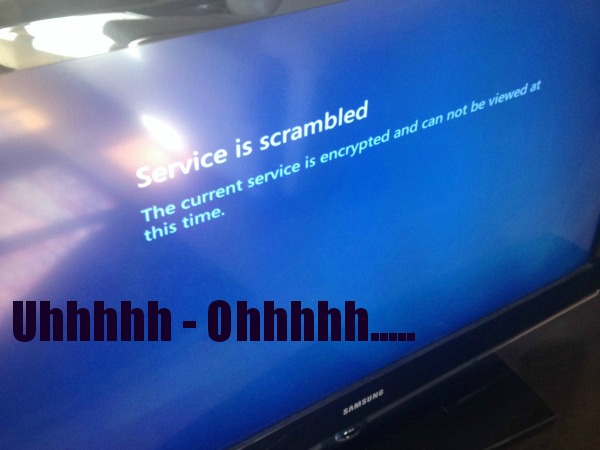 Service is scrambled
The current service is encrypted and can not be viewed at
this time.
Uhhhhh - Ohhhhh.....
SAMSUNG